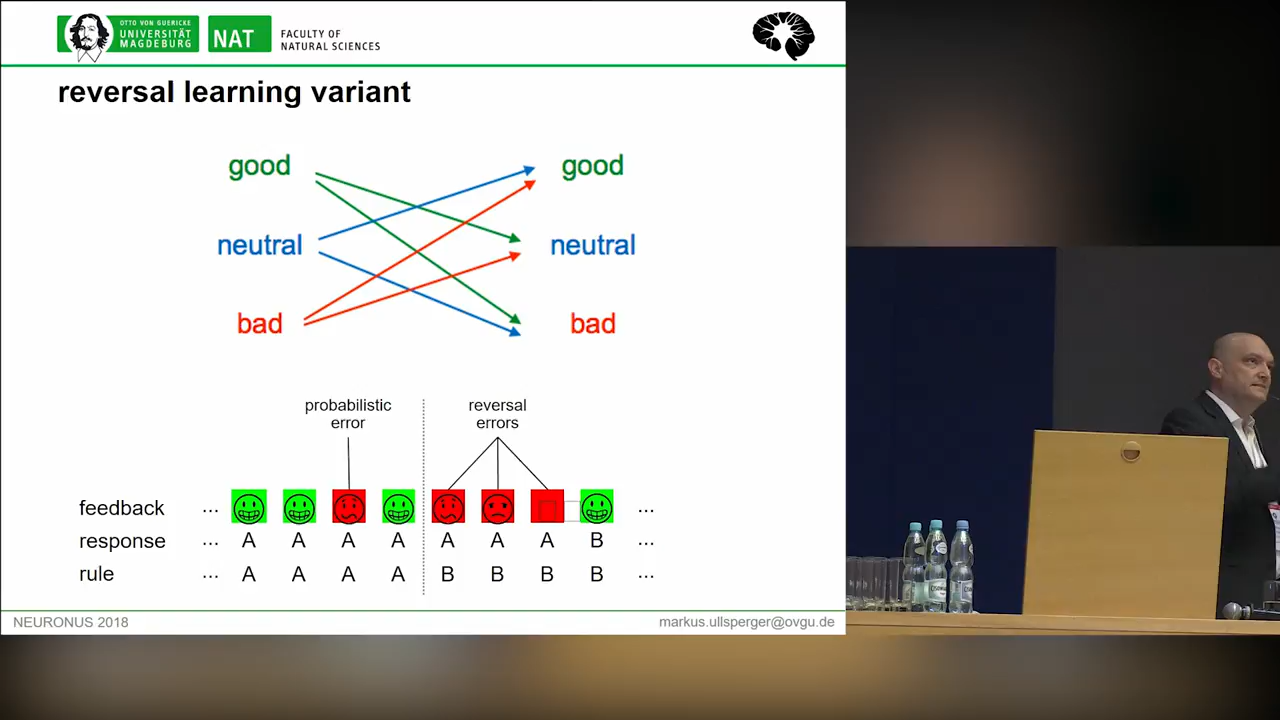 OTTO VON GUERICKE
UNIVERSITÄT
MAGDEBURG
NAT
FACULTY OF
NATURAL SCIENCES
reversal learning variant
good good
neutral neutral
bad bad
probabilistic
error
reversal
errors
feedback ... ...
response ... A A A A A A A B ...
rule ... A A A A B B B B ...
NEURONUS 2018
markus.ullsperger@ovgu.de